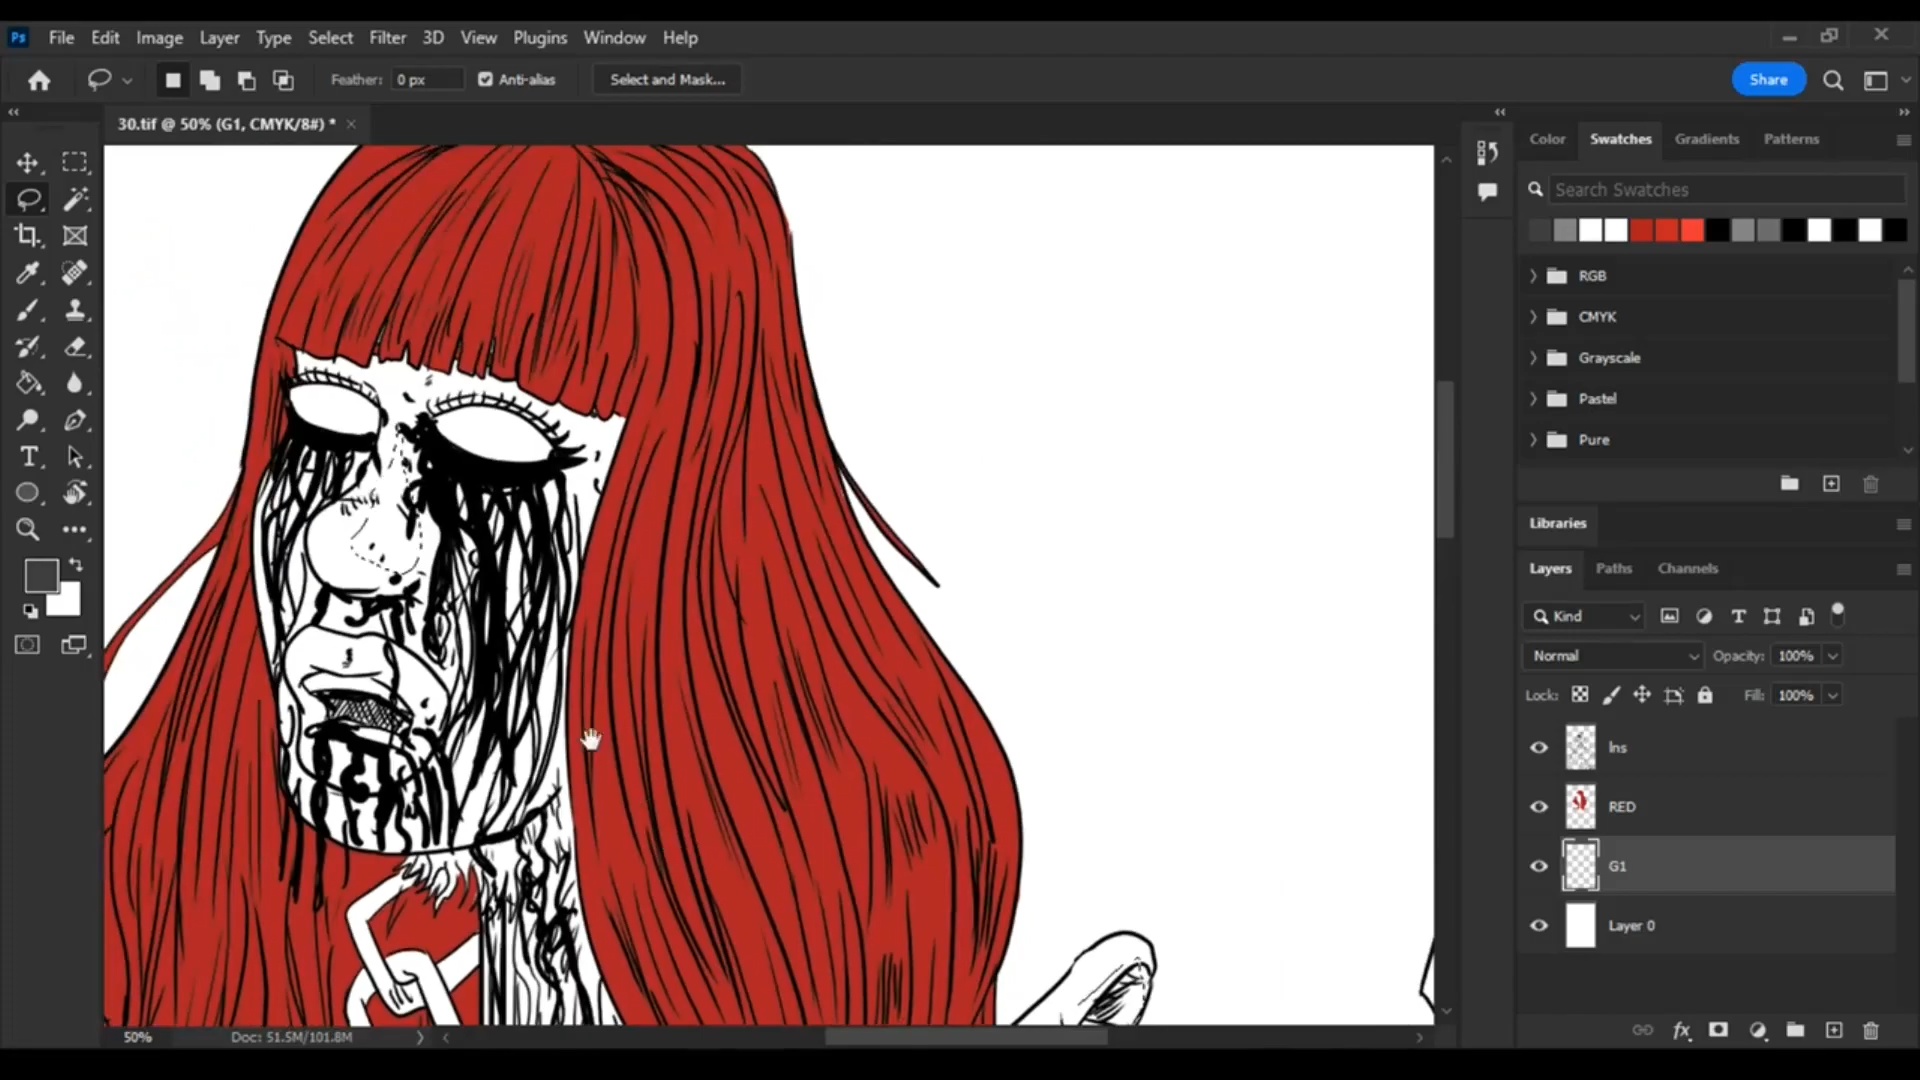 Ps File Edit Image Layer Type Select Filter 3D View Plugins Window Help
Feather: 0 px Anti-alias Select and Mask... Share
30.tif @ 50% (G1, CMYK/8#) *
Color Swatches Gradients Patterns
Search Swatches
RGB
CMYK
Grayscale
Pastel
Pure
Libraries
Layers Paths Channels
Kind
Normal Opacity: 100%
Lock: Fill: 100%
RED
G1
Layer 0
50% Doc: 51.5M/101.8M